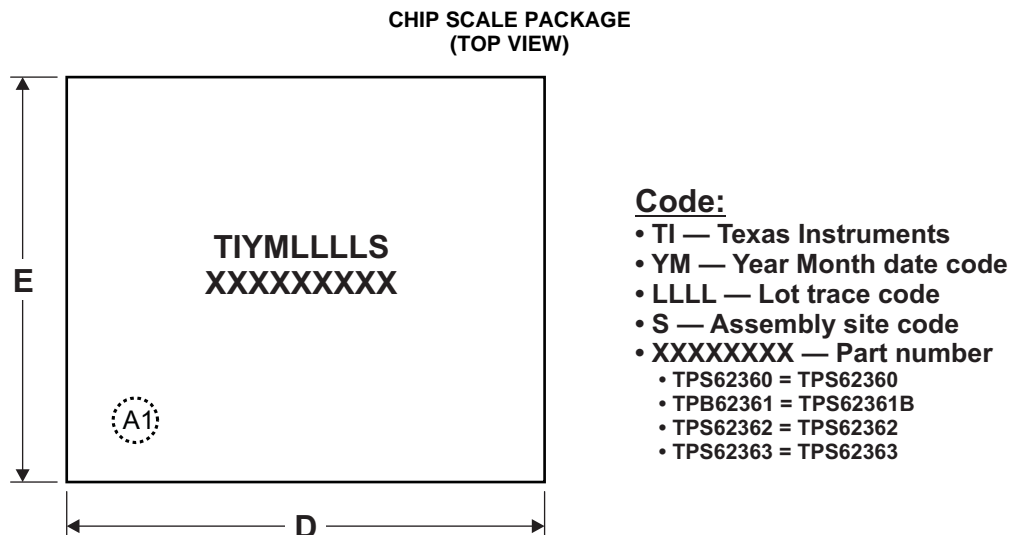 CHIP SCALE PACKAGE
(TOP VIEW)
TIYMLLLLS
XXXXXXXXX
E
A1
D
Code:
• TI — Texas Instruments
• YM — Year Month date code
• LLLL — Lot trace code
• S — Assembly site code
• XXXXXXXX — Part number
• TPS62360 = TPS62360
• TPB62361 = TPS62361B
• TPS62362 = TPS62362
• TPS62363 = TPS62363